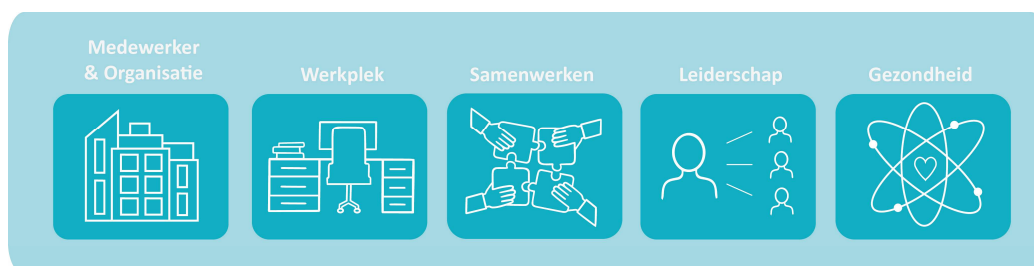 Medewerker
& Organisatie
Werkplek
Samenwerken
Leiderschap
Gezondheid